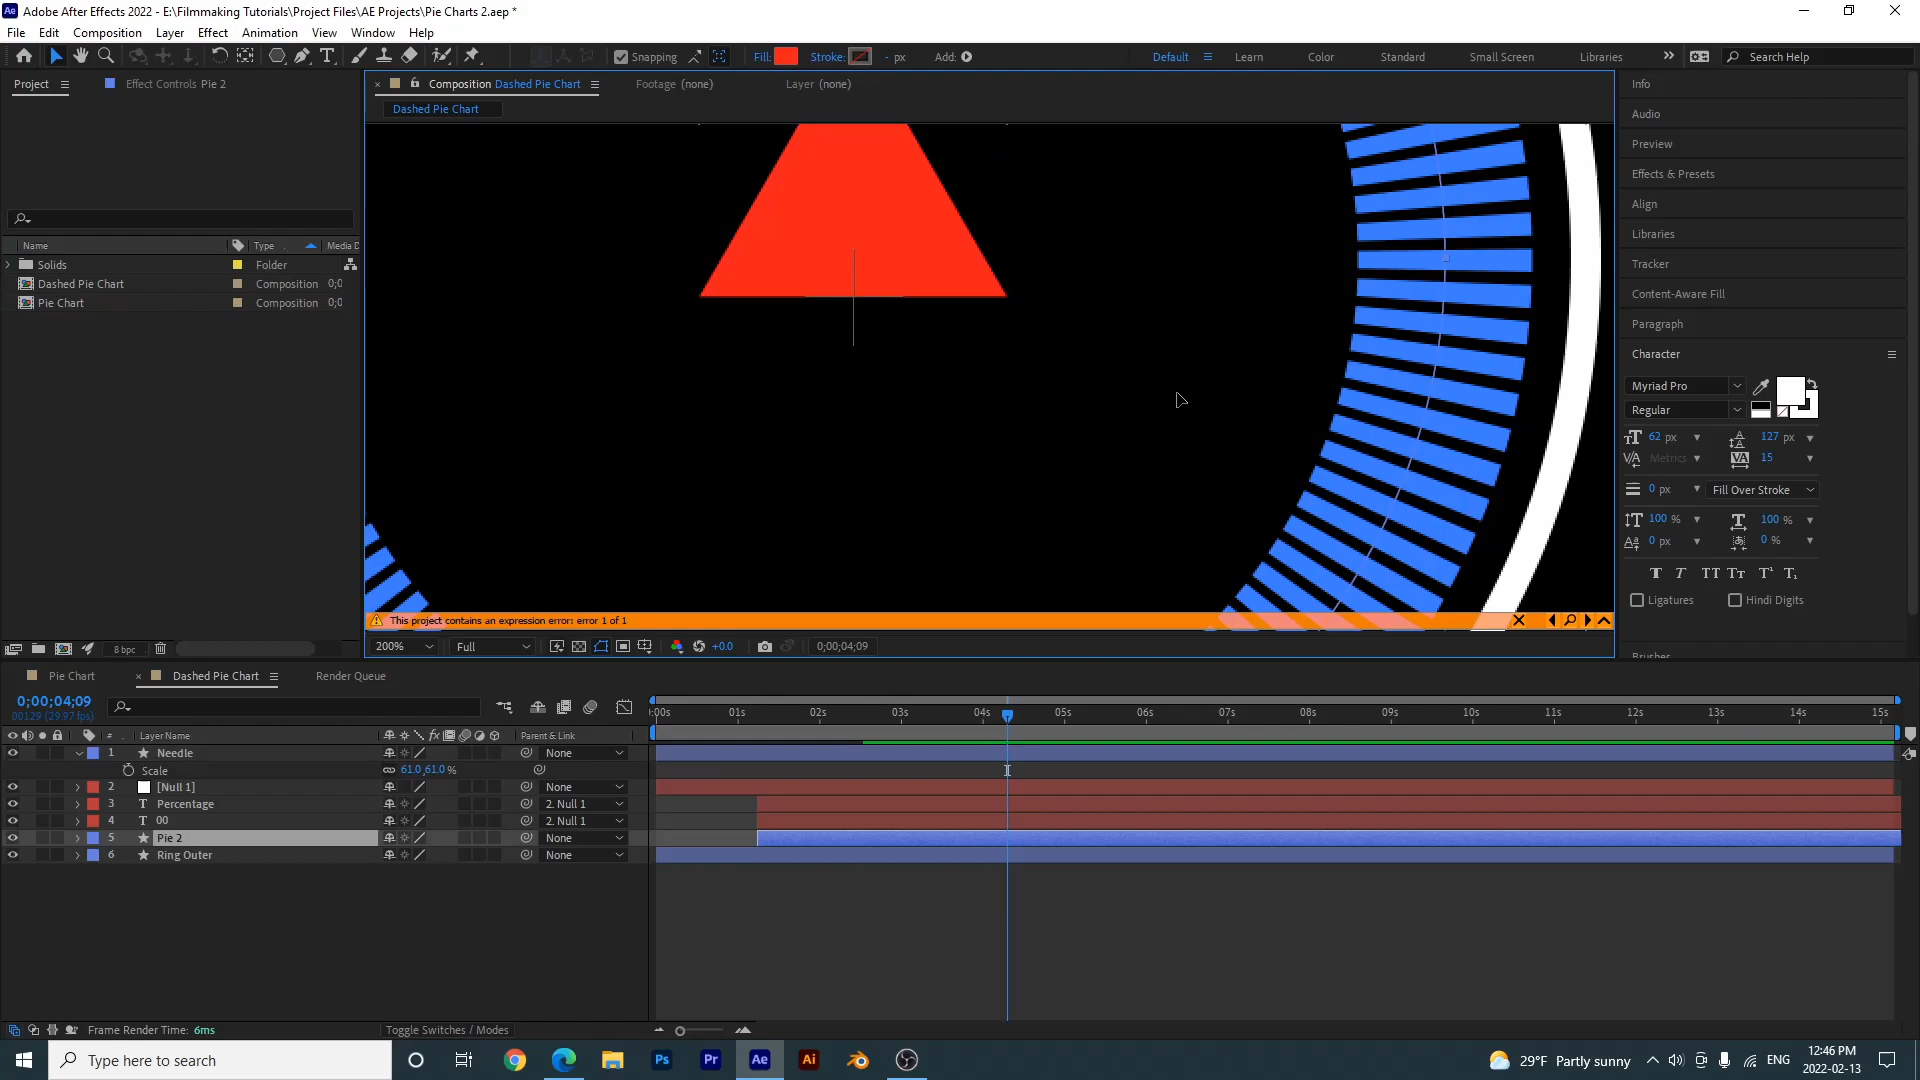 Adobe After Effects 2022 - E:\Filmmaking Tutorials\Project Files\AE Projects\Pie Charts 2.aep *
File Edit Composition Layer Effect Animation View Window Help
Snapping Fill: Stroke: - px Add: Default Learn Color Standard Small Screen Libraries Search Help
Project Effect Controls Pie 2 Composition Dashed Pie Chart Footage (none) Layer (none)
Dashed Pie Chart
Name Type Media D
Solids Folder
Dashed Pie Chart Composition 0;0
Pie Chart Composition 0;0
This project contains an expression error: error 1 of 1
8 bpc
200% Full +0.0 0;00;04;09
Info
Audio
Preview
Effects & Presets
Align
Libraries
Tracker
Content-Aware Fill
Paragraph
Character
Myriad Pro
Regular
62 px 127 px
Metrics 15
0 px Fill Over Stroke
100 % 100 %
0 px 0 %
Ligatures Hindi Digits
Brushes
Pie Chart Dashed Pie Chart Render Queue
0;00;04;09
00129 (29.97 fps)
:00s 01s 02s 03s 04s 05s 06s 07s 08s 09s 10s 11s 12s 13s 14s 15s
# Layer Name Parent & Link
1 Needle None
Scale 61.0,61.0 %
2 [Null 1] None
3 Percentage 2. Null 1
4 00 2. Null 1
5 Pie 2 None
6 Ring Outer None
Frame Render Time: 6ms Toggle Switches / Modes
Type here to search
Ps Pr Ae Ai
29°F Partly sunny ENG 12:46 PM
2022-02-13